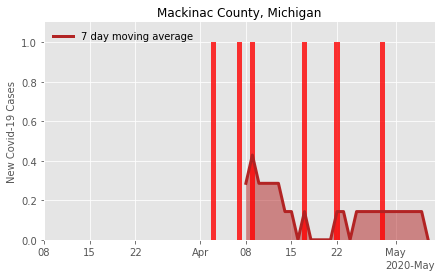 Mackinac County, Michigan
7 day moving average
New Covid-19 Cases
1.0
0.8
0.6
0.4
0.2
0.0
08 15 22 Apr 08 15 22 May
2020-May